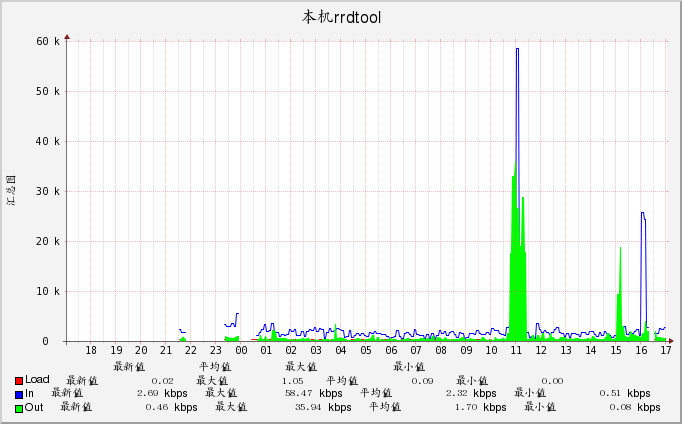 本机rrdtool
60 k
50 k
40 k
30 k
20 k
10 k
0
汇总图
18 19 20 21 22 23 00 01 02 03 04 05 06 07 08 09 10 11 12 13 14 15 16 17
最新值 平均值 最大值 最小值
Load 最新值 0.02 最大值 1.05 平均值 0.09 最小值 0.00
In 最新值 2.69 kbps 最大值 58.47 kbps 平均值 2.32 kbps 最小值 0.51 kbps
Out 最新值 0.46 kbps 最大值 35.94 kbps 平均值 1.70 kbps 最小值 0.08 kbps